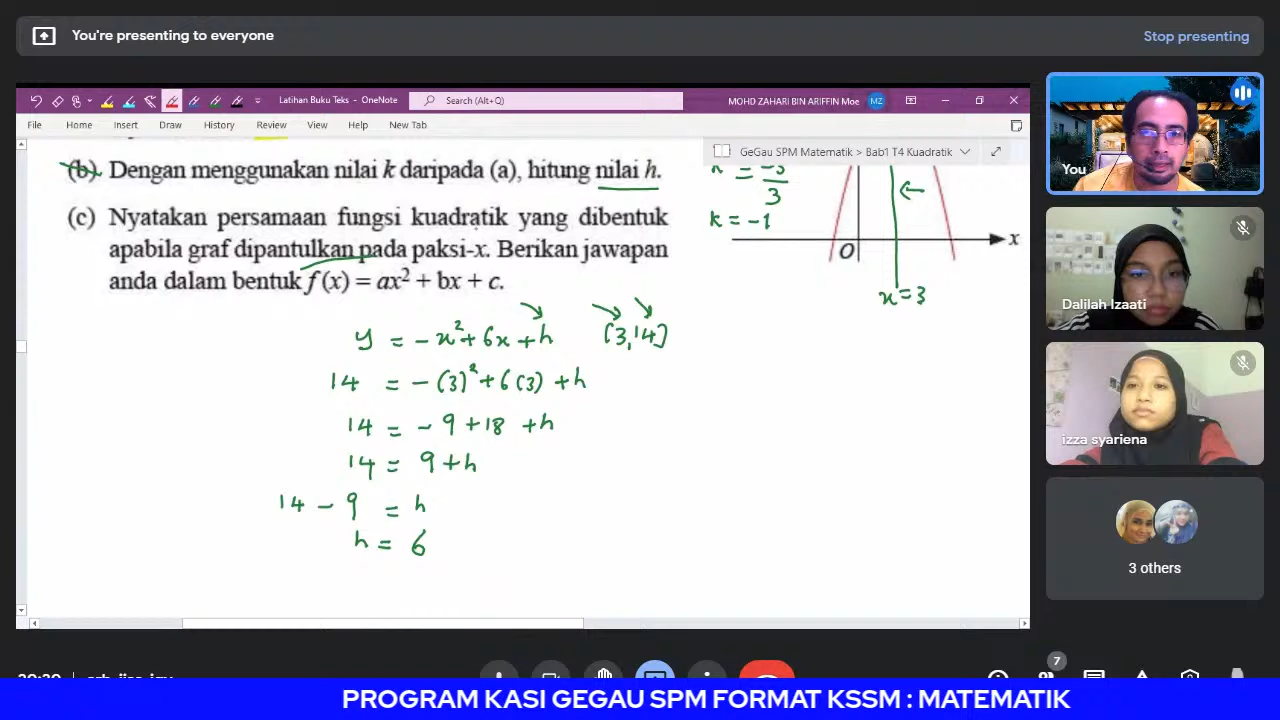 You're presenting to everyone
Stop presenting
Latihan Buku Teks - OneNote
Search (Alt+Q)
MOHD ZAHARI BIN ARIFFIN Moe
MZ
File Home Insert Draw History Review View Help New Tab
GeGau SPM Matematik > Bab1 T4 Kuadratik
(b) Dengan menggunakan nilai k daripada (a), hitung nilai h.
(c) Nyatakan persamaan fungsi kuadratik yang dibentuk
apabila graf dipantulkan pada paksi-x. Berikan jawapan
anda dalam bentuk f(x) = ax² + bx + c.
y = -x² + 6x + h (3,14)
14 = -(3)² + 6(3) + h
14 = -9 + 18 + h
14 = 9 + h
14 - 9 = h
h = 6
= -3/3
k = -1
O
x
x = 3
You
Dalilah Izaati
izza syariena
3 others
7
PROGRAM KASI GEGAU SPM FORMAT KSSM : MATEMATIK